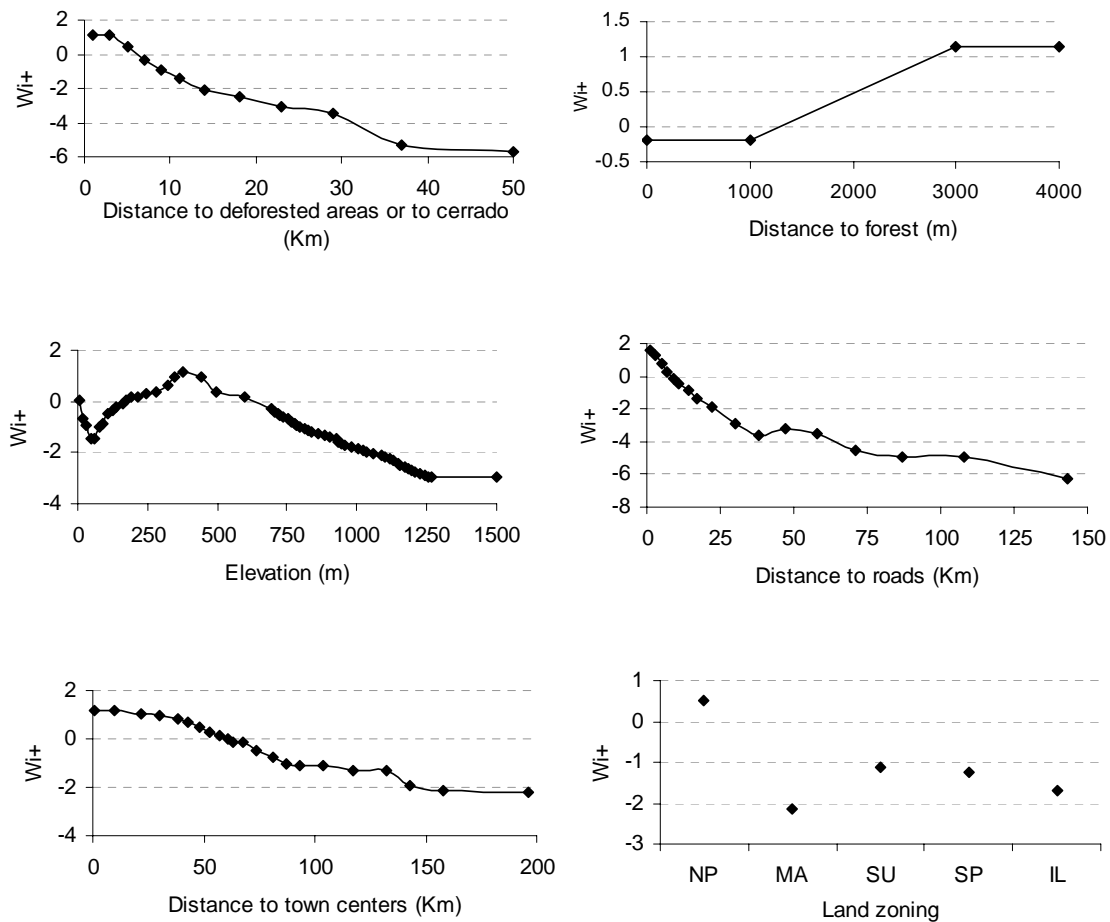 2
0
-2
-4
-6
Wi+
0 10 20 30 40 50
Distance to deforested areas or to cerrado
(Km)
1.5
1
0.5
0
-0.5
Wi+
0 1000 2000 3000 4000
Distance to forest (m)
2
0
-2
-4
Wi+
0 250 500 750 1000 1250 1500
Elevation (m)
2
0
-2
-4
-6
-8
Wi+
0 25 50 75 100 125 150
Distance to roads (Km)
2
0
-2
-4
Wi+
0 50 100 150 200
Distance to town centers (Km)
1
0
-1
-2
-3
Wi+
NP MA SU SP IL
Land zoning